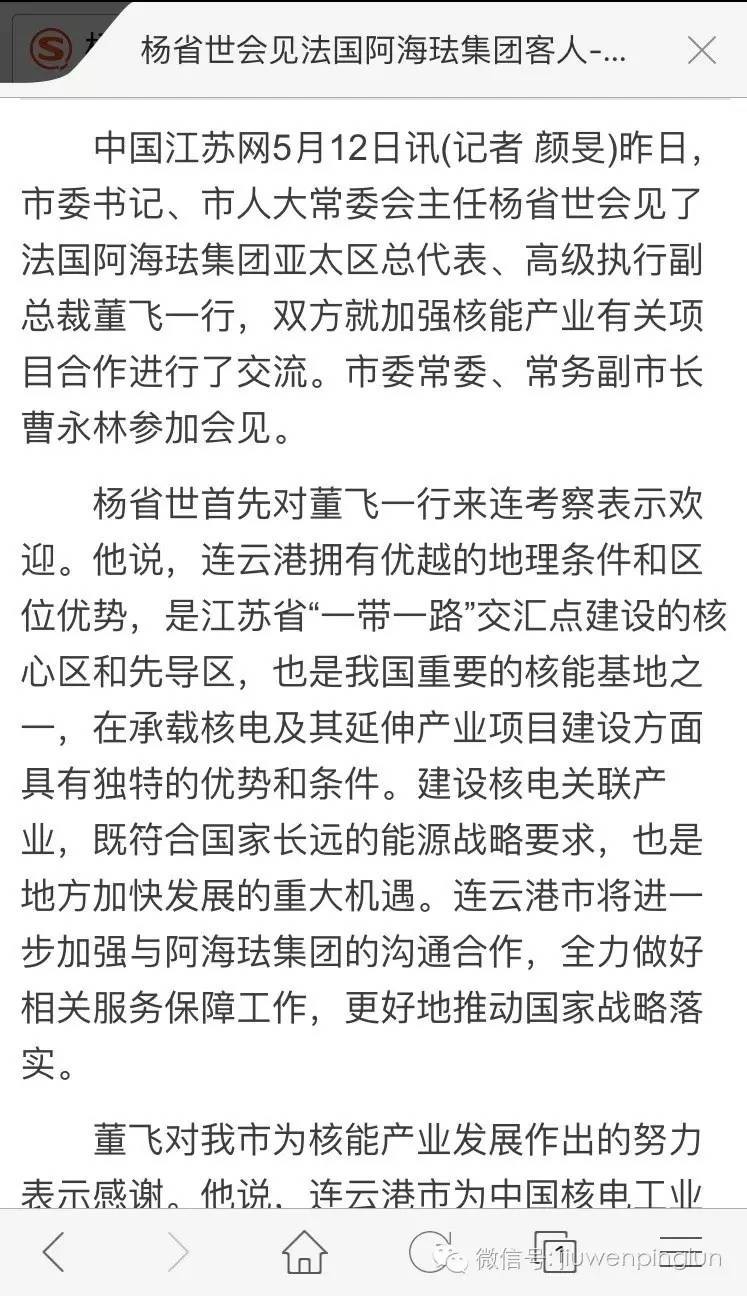 杨省世会见法国阿海珐集团客人-...
中国江苏网5月12日讯(记者 颜旻)昨日，
市委书记、市人大常委会主任杨省世会见了
法国阿海珐集团亚太区总代表、高级执行副
总裁董飞一行，双方就加强核能产业有关项
目合作进行了交流。市委常委、常务副市长
曹永林参加会见。
杨省世首先对董飞一行来连考察表示欢
迎。他说，连云港拥有优越的地理条件和区
位优势，是江苏省“一带一路”交汇点建设的核
心区和先导区，也是我国重要的核能基地之
一，在承载核电及其延伸产业项目建设方面
具有独特的优势和条件。建设核电关联产
业，既符合国家长远的能源战略要求，也是
地方加快发展的重大机遇。连云港市将进一
步加强与阿海珐集团的沟通合作，全力做好
相关服务保障工作，更好地推动国家战略落
实。
董飞对我市为核能产业发展作出的努力
表示感谢。他说，连云港市为中国核电工业
1
微信号: jiuwenpinglun